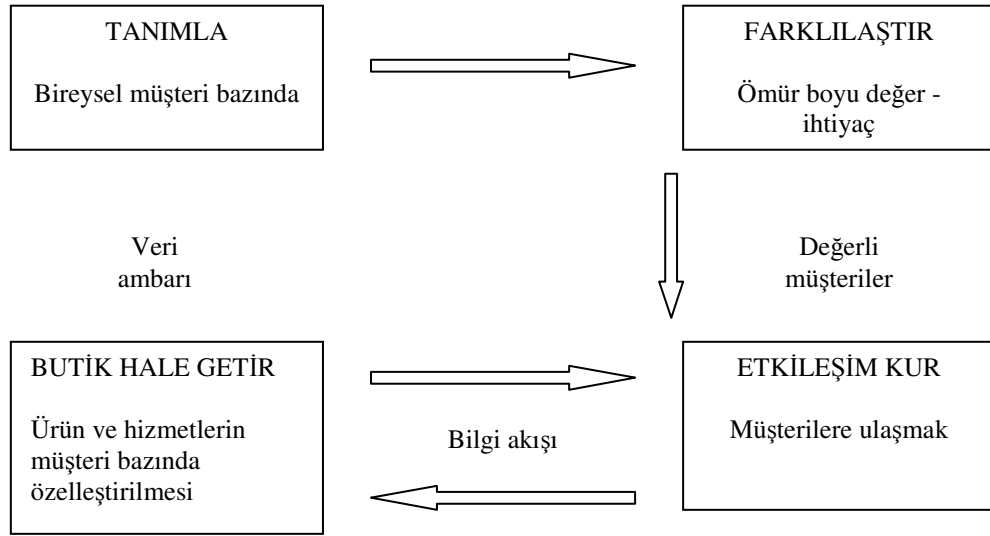 TANIMLA
Bireysel müşteri bazında
FARKLILAŞTIR
Ömür boyu değer -
ihtiyaç
Veri
ambarı
Değerli
müşteriler
BUTİK HALE GETİR
Ürün ve hizmetlerin
müşteri bazında
özelleştirilmesi
Bilgi akışı
ETKİLEŞİM KUR
Müşterilere ulaşmak